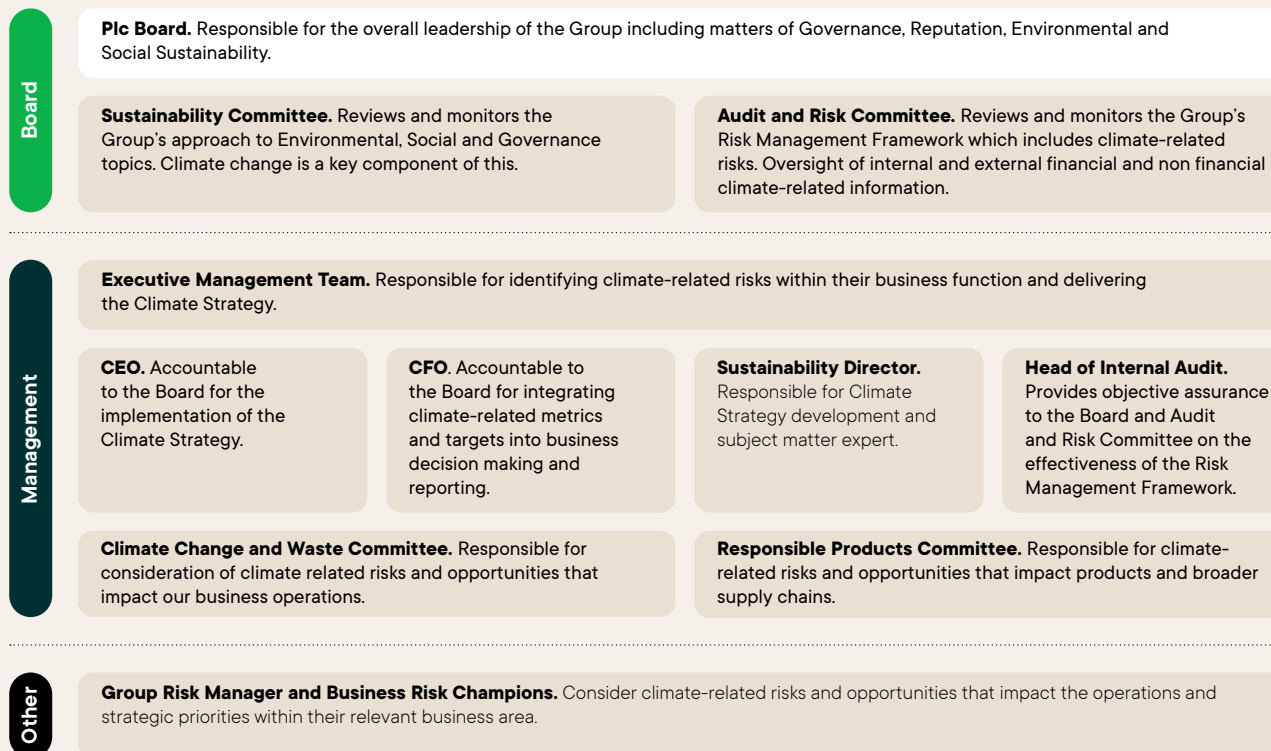 Board
Plc Board. Responsible for the overall leadership of the Group including matters of Governance, Reputation, Environmental and
Social Sustainability.
Sustainability Committee. Reviews and monitors the
Group's approach to Environmental, Social and Governance
topics. Climate change is a key component of this.
Audit and Risk Committee. Reviews and monitors the Group's
Risk Management Framework which includes climate-related
risks. Oversight of internal and external financial and non financial
climate-related information.
Management
Executive Management Team. Responsible for identifying climate-related risks within their business function and delivering
the Climate Strategy.
CEO. Accountable
to the Board for the
implementation of the
Climate Strategy.
CFO. Accountable to
the Board for integrating
climate-related metrics
and targets into business
decision making and
reporting.
Sustainability Director.
Responsible for Climate
Strategy development and
subject matter expert.
Head of Internal Audit.
Provides objective assurance
to the Board and Audit
and Risk Committee on the
effectiveness of the Risk
Management Framework.
Climate Change and Waste Committee. Responsible for
consideration of climate related risks and opportunities that
impact our business operations.
Responsible Products Committee. Responsible for climate-
related risks and opportunities that impact products and broader
supply chains.
Other
Group Risk Manager and Business Risk Champions. Consider climate-related risks and opportunities that impact the operations and
strategic priorities within their relevant business area.